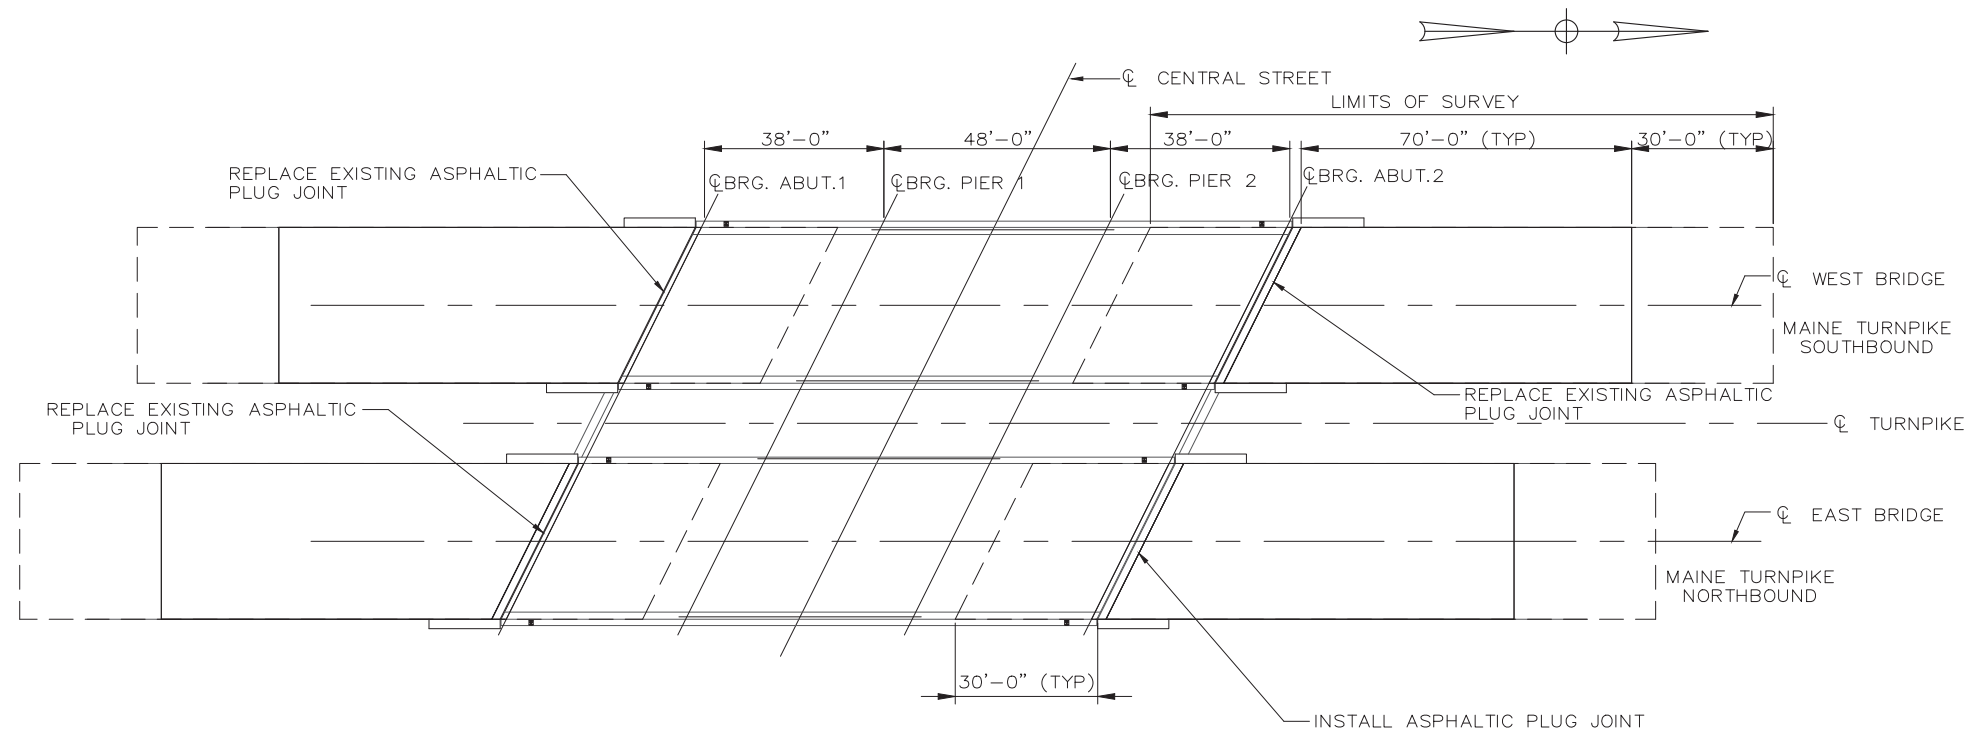 ℄ CENTRAL STREET
LIMITS OF SURVEY
38'-0"
48'-0"
38'-0"
70'-0" (TYP)
30'-0" (TYP)
REPLACE EXISTING ASPHALTIC
PLUG JOINT
℄BRG. ABUT.1
℄BRG. PIER 1
℄BRG. PIER 2
℄BRG. ABUT.2
℄ WEST BRIDGE
MAINE TURNPIKE
SOUTHBOUND
REPLACE EXISTING ASPHALTIC
PLUG JOINT
REPLACE EXISTING ASPHALTIC
PLUG JOINT
℄ TURNPIKE
℄ EAST BRIDGE
MAINE TURNPIKE
NORTHBOUND
30'-0" (TYP)
INSTALL ASPHALTIC PLUG JOINT